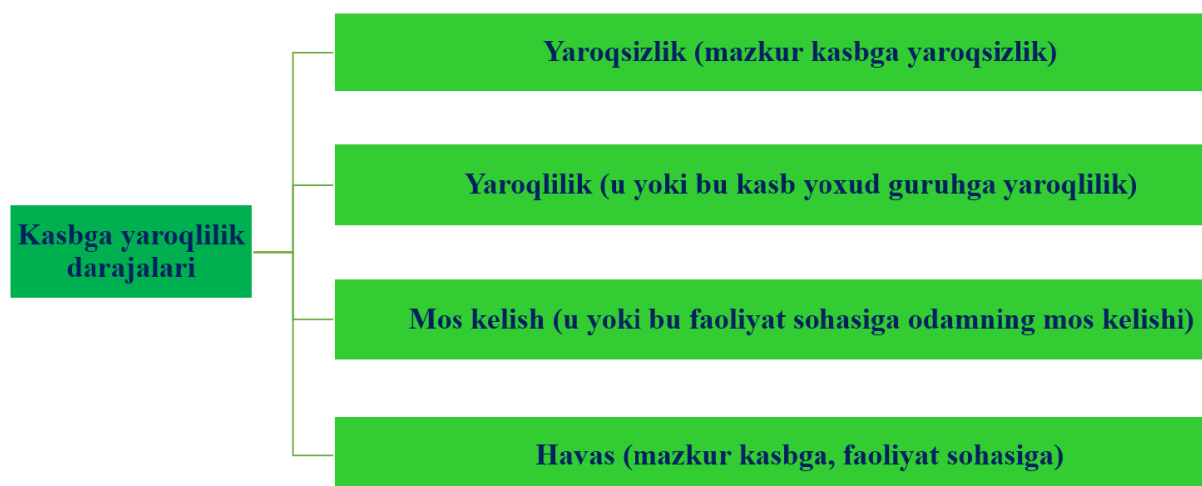 Yaroqsizlik (mazkur kasbga yaroqsizlik)
Yaroqlilik (u yoki bu kasb yoxud guruhga yaroqlilik)
Kasbga yaroqlilik
darajalari
Mos kelish (u yoki bu faoliyat sohasiga odamning mos kelishi)
Havas (mazkur kasbga, faoliyat sohasiga)